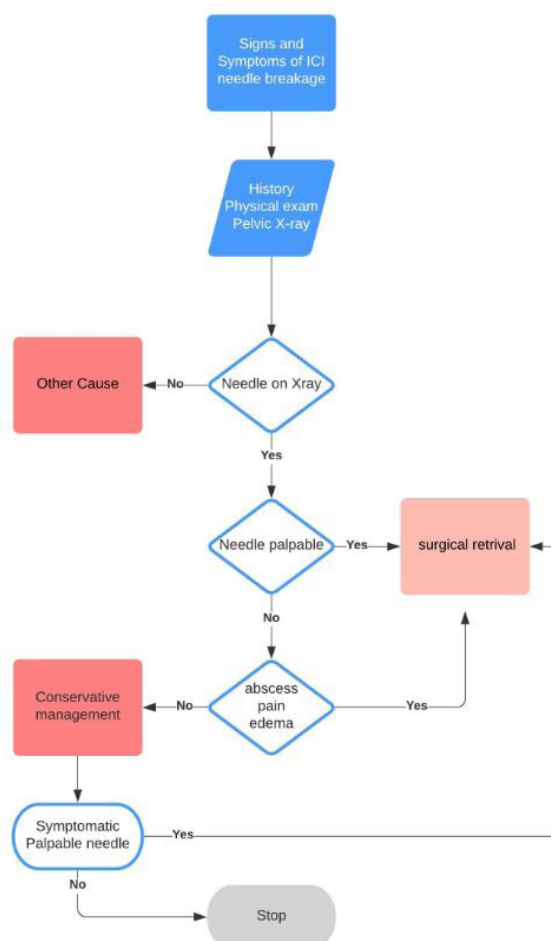 Signs and
Symptoms of ICI
needle breakage
History
Physical exam
Pelvic X-ray
Other Cause
No
Needle on Xray
Yes
Needle palpable
Yes
surgical retrival
No
Conservative
management
No
abscess
pain
edema
Yes
Symptomatic
Palpable needle
Yes
No
Stop